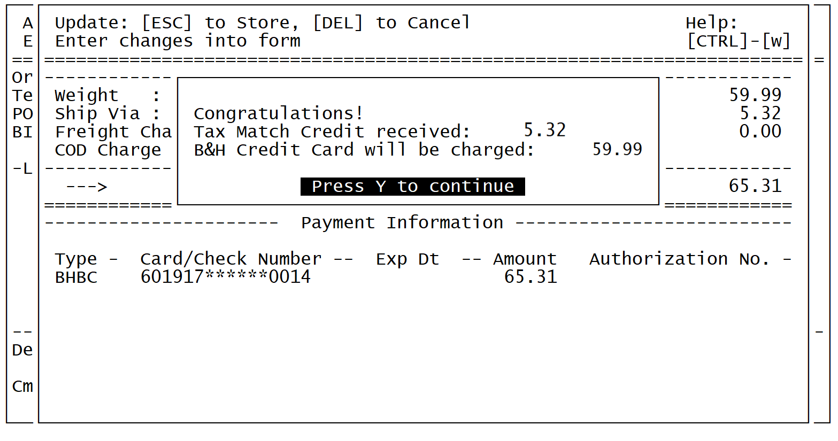 A Update: [ESC] to Store, [DEL] to Cancel Help:
E Enter changes into form [CTRL]-[w]
== ======================================================================= =
Or ------------ ------------
Te Weight : 59.99
PO Ship Via : Congratulations! 5.32
BI Freight Cha Tax Match Credit received: 5.32 0.00
COD Charge B&H Credit Card will be charged: 59.99
-L ------------ ------------
---> Press Y to continue 65.31
============ ============
---------------------- Payment Information --------------------------
Type - Card/Check Number -- Exp Dt -- Amount Authorization No. -
BHBC 601917******0014 65.31
-- -
De
Cm